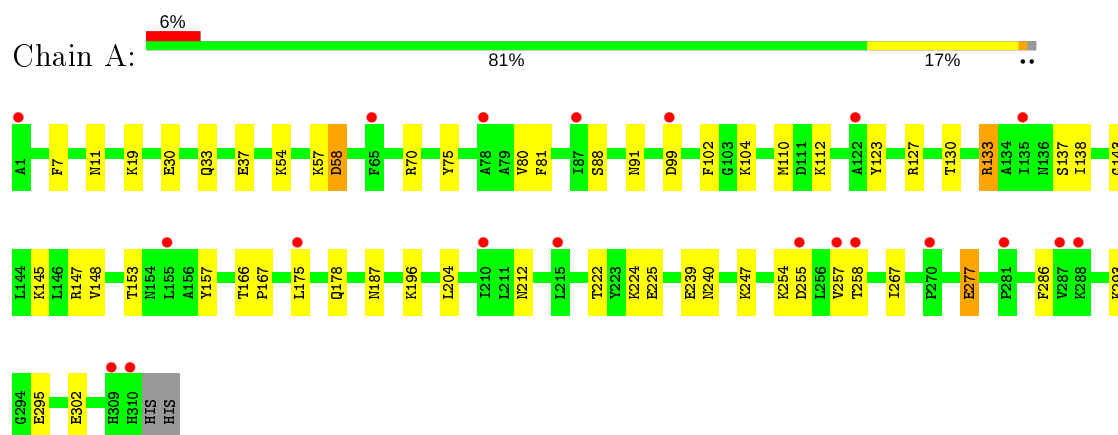 6%
Chain A:
81% 17% ••
A1 F7 N11 K19 E30 Q33 E37 K54 K57 D58 F65 R70 Y75 A78 A79 V80 F81 I87 S88 N91 D99 F102 G103 K104 M110 D111 K112 A122 Y123 R127 T130 R133 A134 I135 N136 S137 I138 G143
L144 K145 L146 R147 V148 T153 N154 L155 A156 Y157 T166 P167 L175 Q178 N187 K196 L204 I210 L211 N212 L215 T222 Y223 K224 E225 E239 N240 K247 K254 D255 L256 V257 T258 I267 P270 E277 P281 F286 V287 K288 K293
G294 E295 E302 H309 H310 HIS HIS